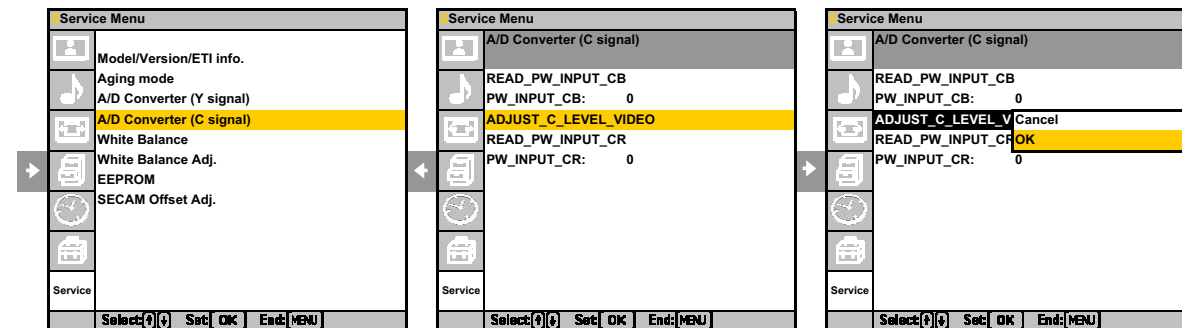 Service Menu
Model/Version/ETI info.
Aging mode
A/D Converter (Y signal)
A/D Converter (C signal)
White Balance
White Balance Adj.
EEPROM
SECAM Offset Adj.
Service
Select: Set[ OK ] End:[MENU]
Service Menu
A/D Converter (C signal)
READ_PW_INPUT_CB
PW_INPUT_CB: 0
ADJUST_C_LEVEL_VIDEO
READ_PW_INPUT_CR
PW_INPUT_CR: 0
Service
Select: Set[ OK ] End:[MENU]
Service Menu
A/D Converter (C signal)
READ_PW_INPUT_CB
PW_INPUT_CB: 0
ADJUST_C_LEVEL_V Cancel
READ_PW_INPUT_CR OK
PW_INPUT_CR: 0
Service
Select: Set[ OK ] End:[MENU]